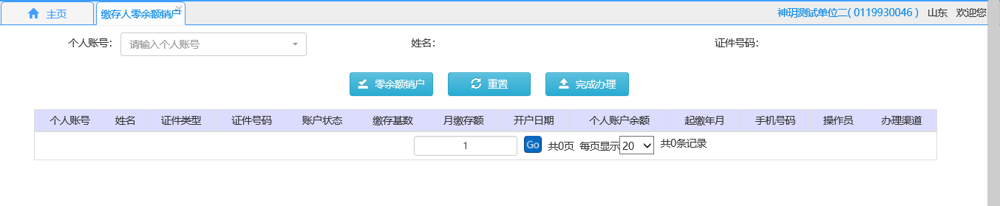 主页 缴存人零余额销户 神玥测试单位二( 0119930046 ) 山东 欢迎您
个人账号: 请输入个人账号 姓名: 证件号码:
零余额销户 重置 完成办理
个人账号 姓名 证件类型 证件号码 账户状态 缴存基数 月缴存额 开户日期 个人账户余额 起缴年月 手机号码 操作员 办理渠道
1 Go 共0页 每页显示 20 共0条记录